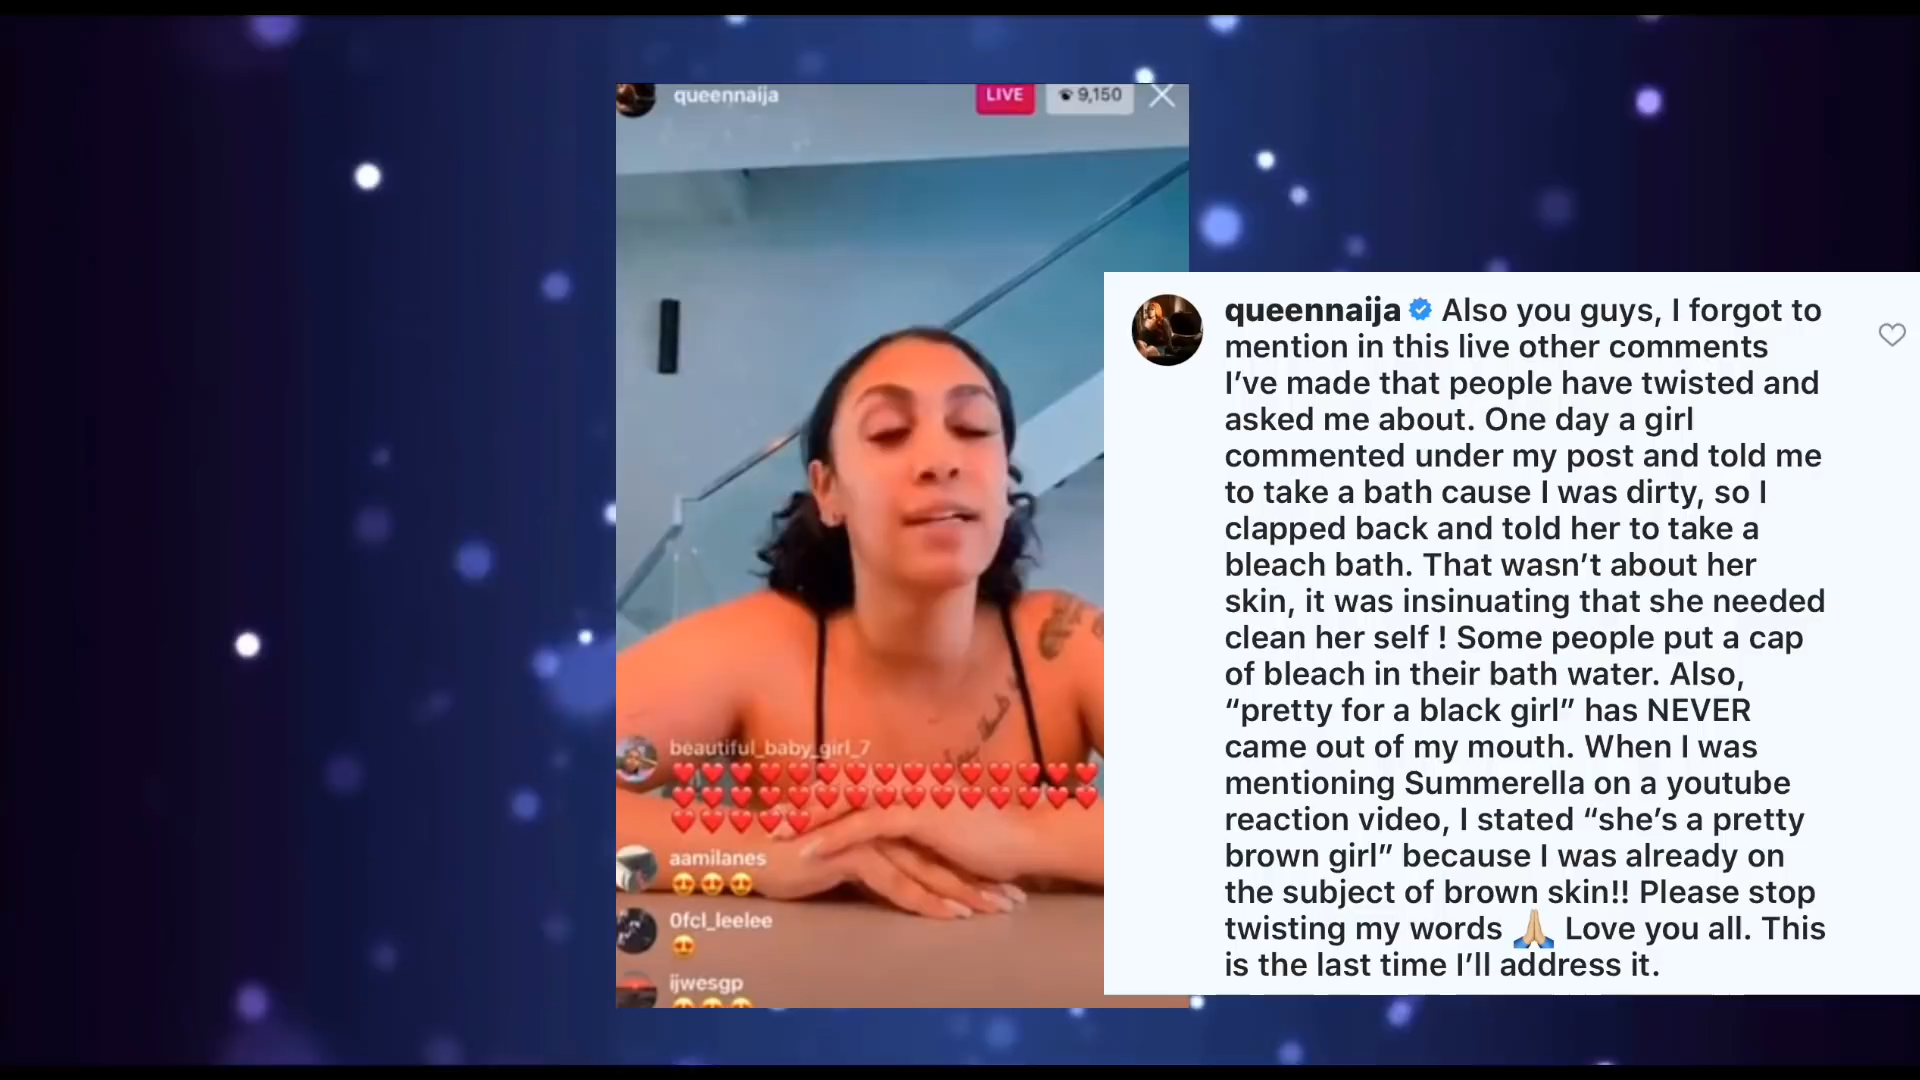 queennaija
LIVE
9,150
beautiful_baby_girl_7
❤️❤️❤️❤️❤️❤️❤️❤️❤️❤️❤️❤️❤️❤️❤️
❤️❤️❤️❤️❤️❤️❤️❤️❤️❤️❤️❤️❤️❤️❤️
❤️❤️❤️❤️❤️
aamilanes
😍😍😍
0fcl_leelee
😍
ijwesgp
😍😍😍
queennaija Also you guys, I forgot to
mention in this live other comments
I’ve made that people have twisted and
asked me about. One day a girl
commented under my post and told me
to take a bath cause I was dirty, so I
clapped back and told her to take a
bleach bath. That wasn’t about her
skin, it was insinuating that she needed
clean her self ! Some people put a cap
of bleach in their bath water. Also,
“pretty for a black girl” has NEVER
came out of my mouth. When I was
mentioning Summerella on a youtube
reaction video, I stated “she’s a pretty
brown girl” because I was already on
the subject of brown skin!! Please stop
twisting my words 🙏🏼 Love you all. This
is the last time I’ll address it.